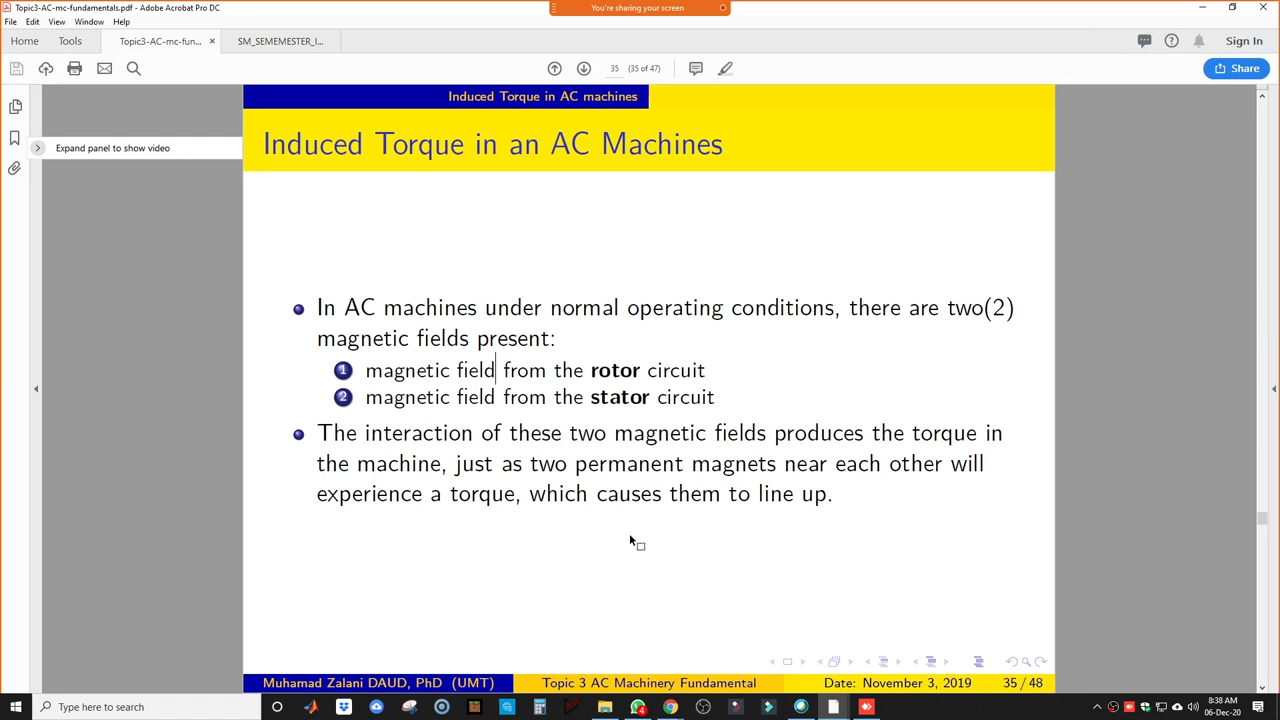 Topic3-AC-mc-fundamentals.pdf - Adobe Acrobat Pro DC
You're sharing your screen
File Edit View Window Help
Home Tools Topic3-AC-mc-fun... × SM_SEMEMESTER_I... Sign In
35 (35 of 47) Share
Induced Torque in AC machines
Induced Torque in an AC Machines
Expand panel to show video
In AC machines under normal operating conditions, there are two(2)
magnetic fields present:
1 magnetic field from the rotor circuit
2 magnetic field from the stator circuit
The interaction of these two magnetic fields produces the torque in
the machine, just as two permanent magnets near each other will
experience a torque, which causes them to line up.
Muhamad Zalani DAUD, PhD (UMT) Topic 3 AC Machinery Fundamental Date: November 3, 2019 35 / 48
Type here to search 4 8:38 AM
06-Dec-20